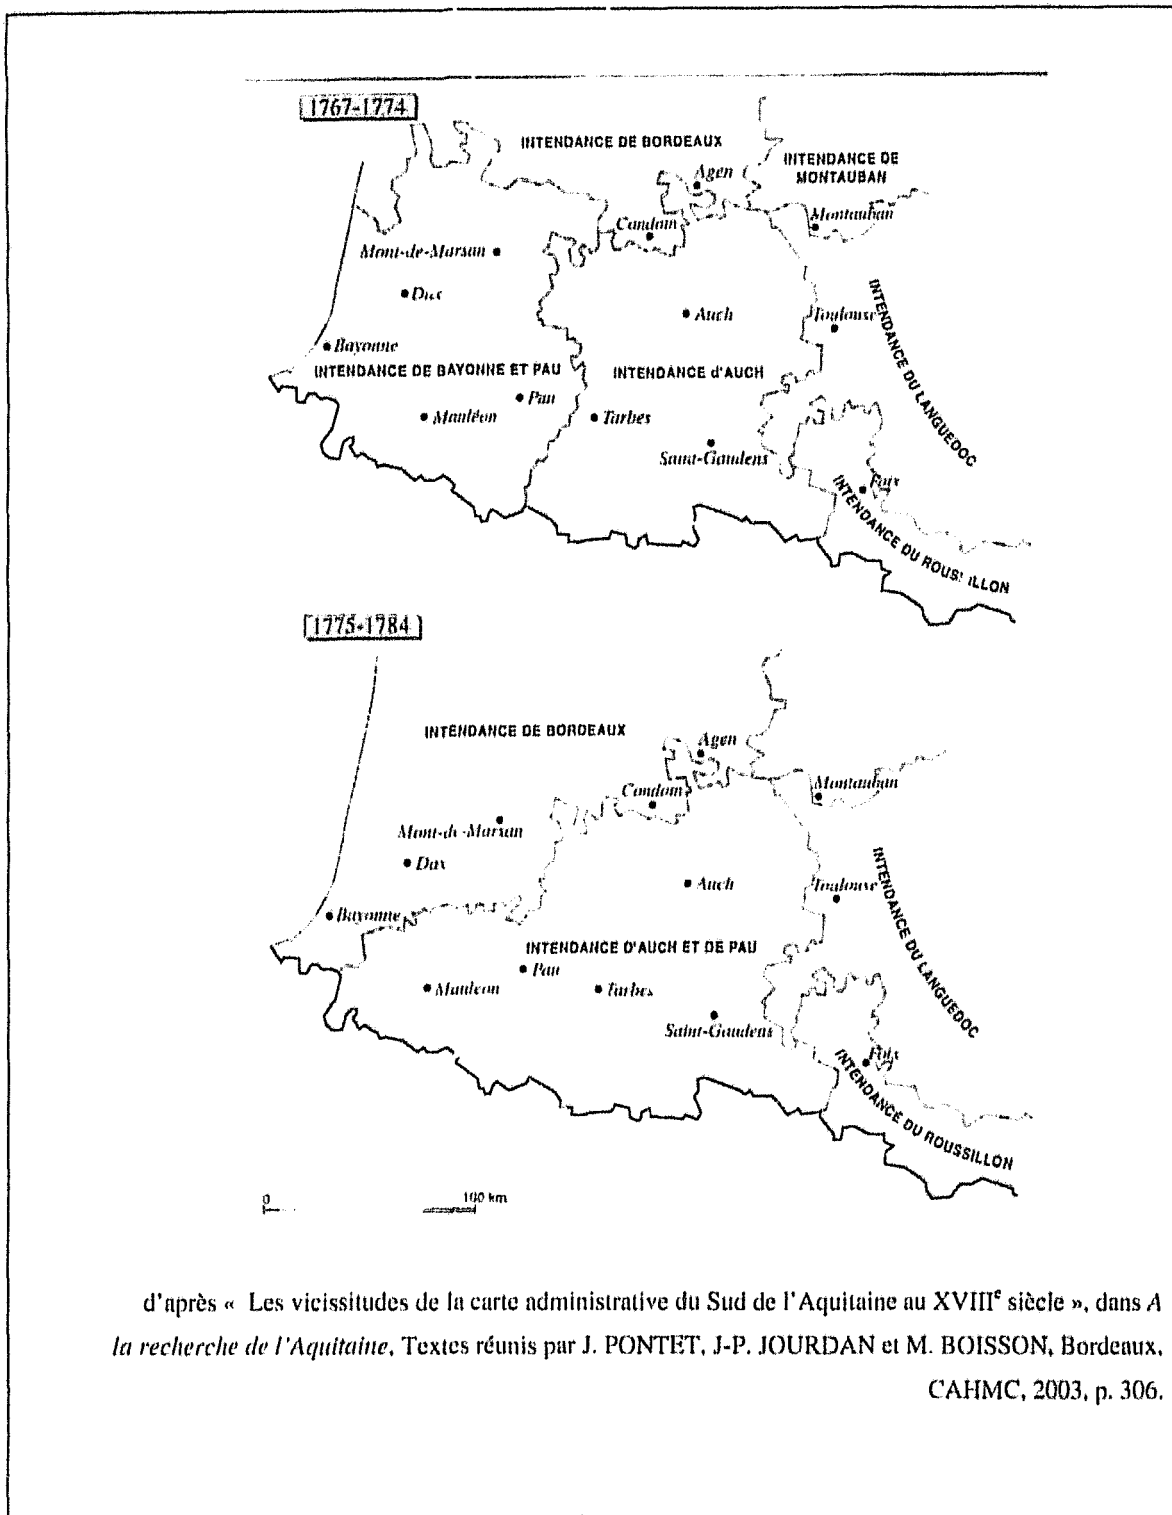 1767-1774
INTENDANCE DE BORDEAUX
INTENDANCE DE
MONTAUBAN
Agen
Condom
Montauban
Mont-de-Marsan
Dax
Auch
Toulouse
Bayonne
INTENDANCE DE BAYONNE ET PAU
INTENDANCE d'AUCH
INTENDANCE DU LANGUEDOC
Pau
Mauléon
Tarbes
Saint-Gaudens
Foix
INTENDANCE DU ROUSSILLON
1775-1784
INTENDANCE DE BORDEAUX
Agen
Montauban
Condom
Mont-de-Marsan
Dax
Auch
Toulouse
Bayonne
INTENDANCE D'AUCH ET DE PAU
INTENDANCE DU LANGUEDOC
Pau
Mauleon
Tarbes
Saint-Gaudens
Foix
INTENDANCE DU ROUSSILLON
0 100 km
d'après « Les vicissitudes de la carte administrative du Sud de l'Aquitaine au XVIIIe siècle », dans A
la recherche de l'Aquitaine, Textes réunis par J. PONTET, J-P. JOURDAN et M. BOISSON, Bordeaux,
CAHMC, 2003, p. 306.